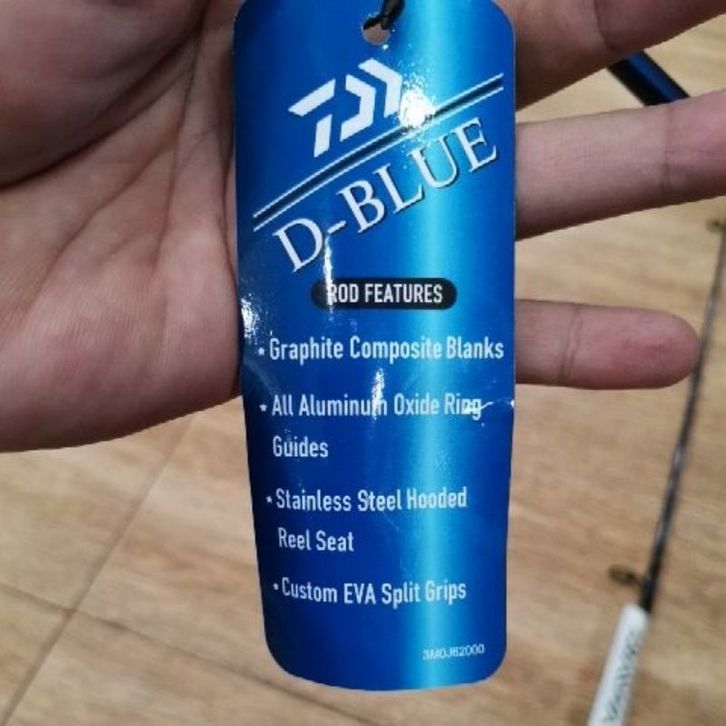 D-BLUE
ROD FEATURES
• Graphite Composite Blanks
• All Aluminum Oxide Ring
Guides
• Stainless Steel Hooded
Reel Seat
• Custom EVA Split Grips
3M0J62000